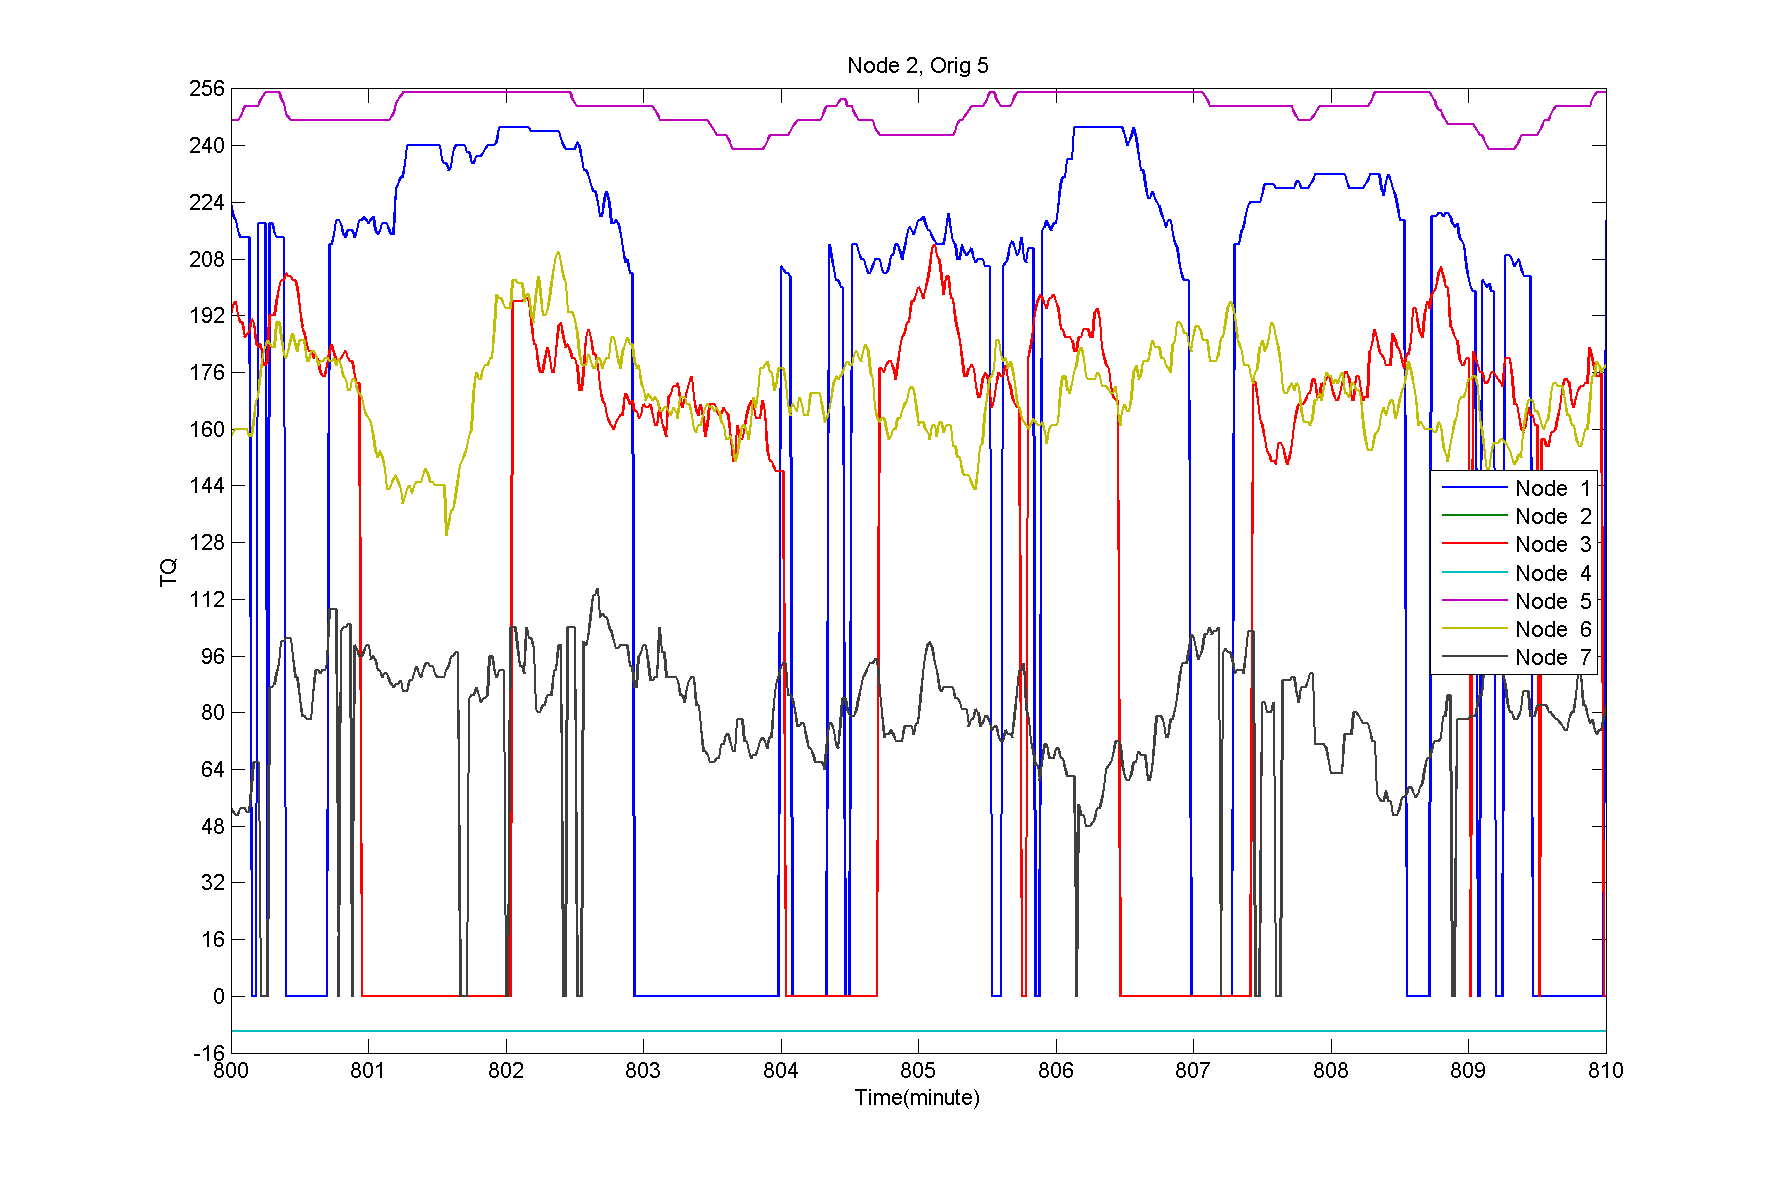 Node 2, Orig 5
256
240
224
208
192
176
160
144
128
112
96
80
64
48
32
16
0
-16
TQ
800 801 802 803 804 805 806 807 808 809 810
Time(minute)
Node 1
Node 2
Node 3
Node 4
Node 5
Node 6
Node 7